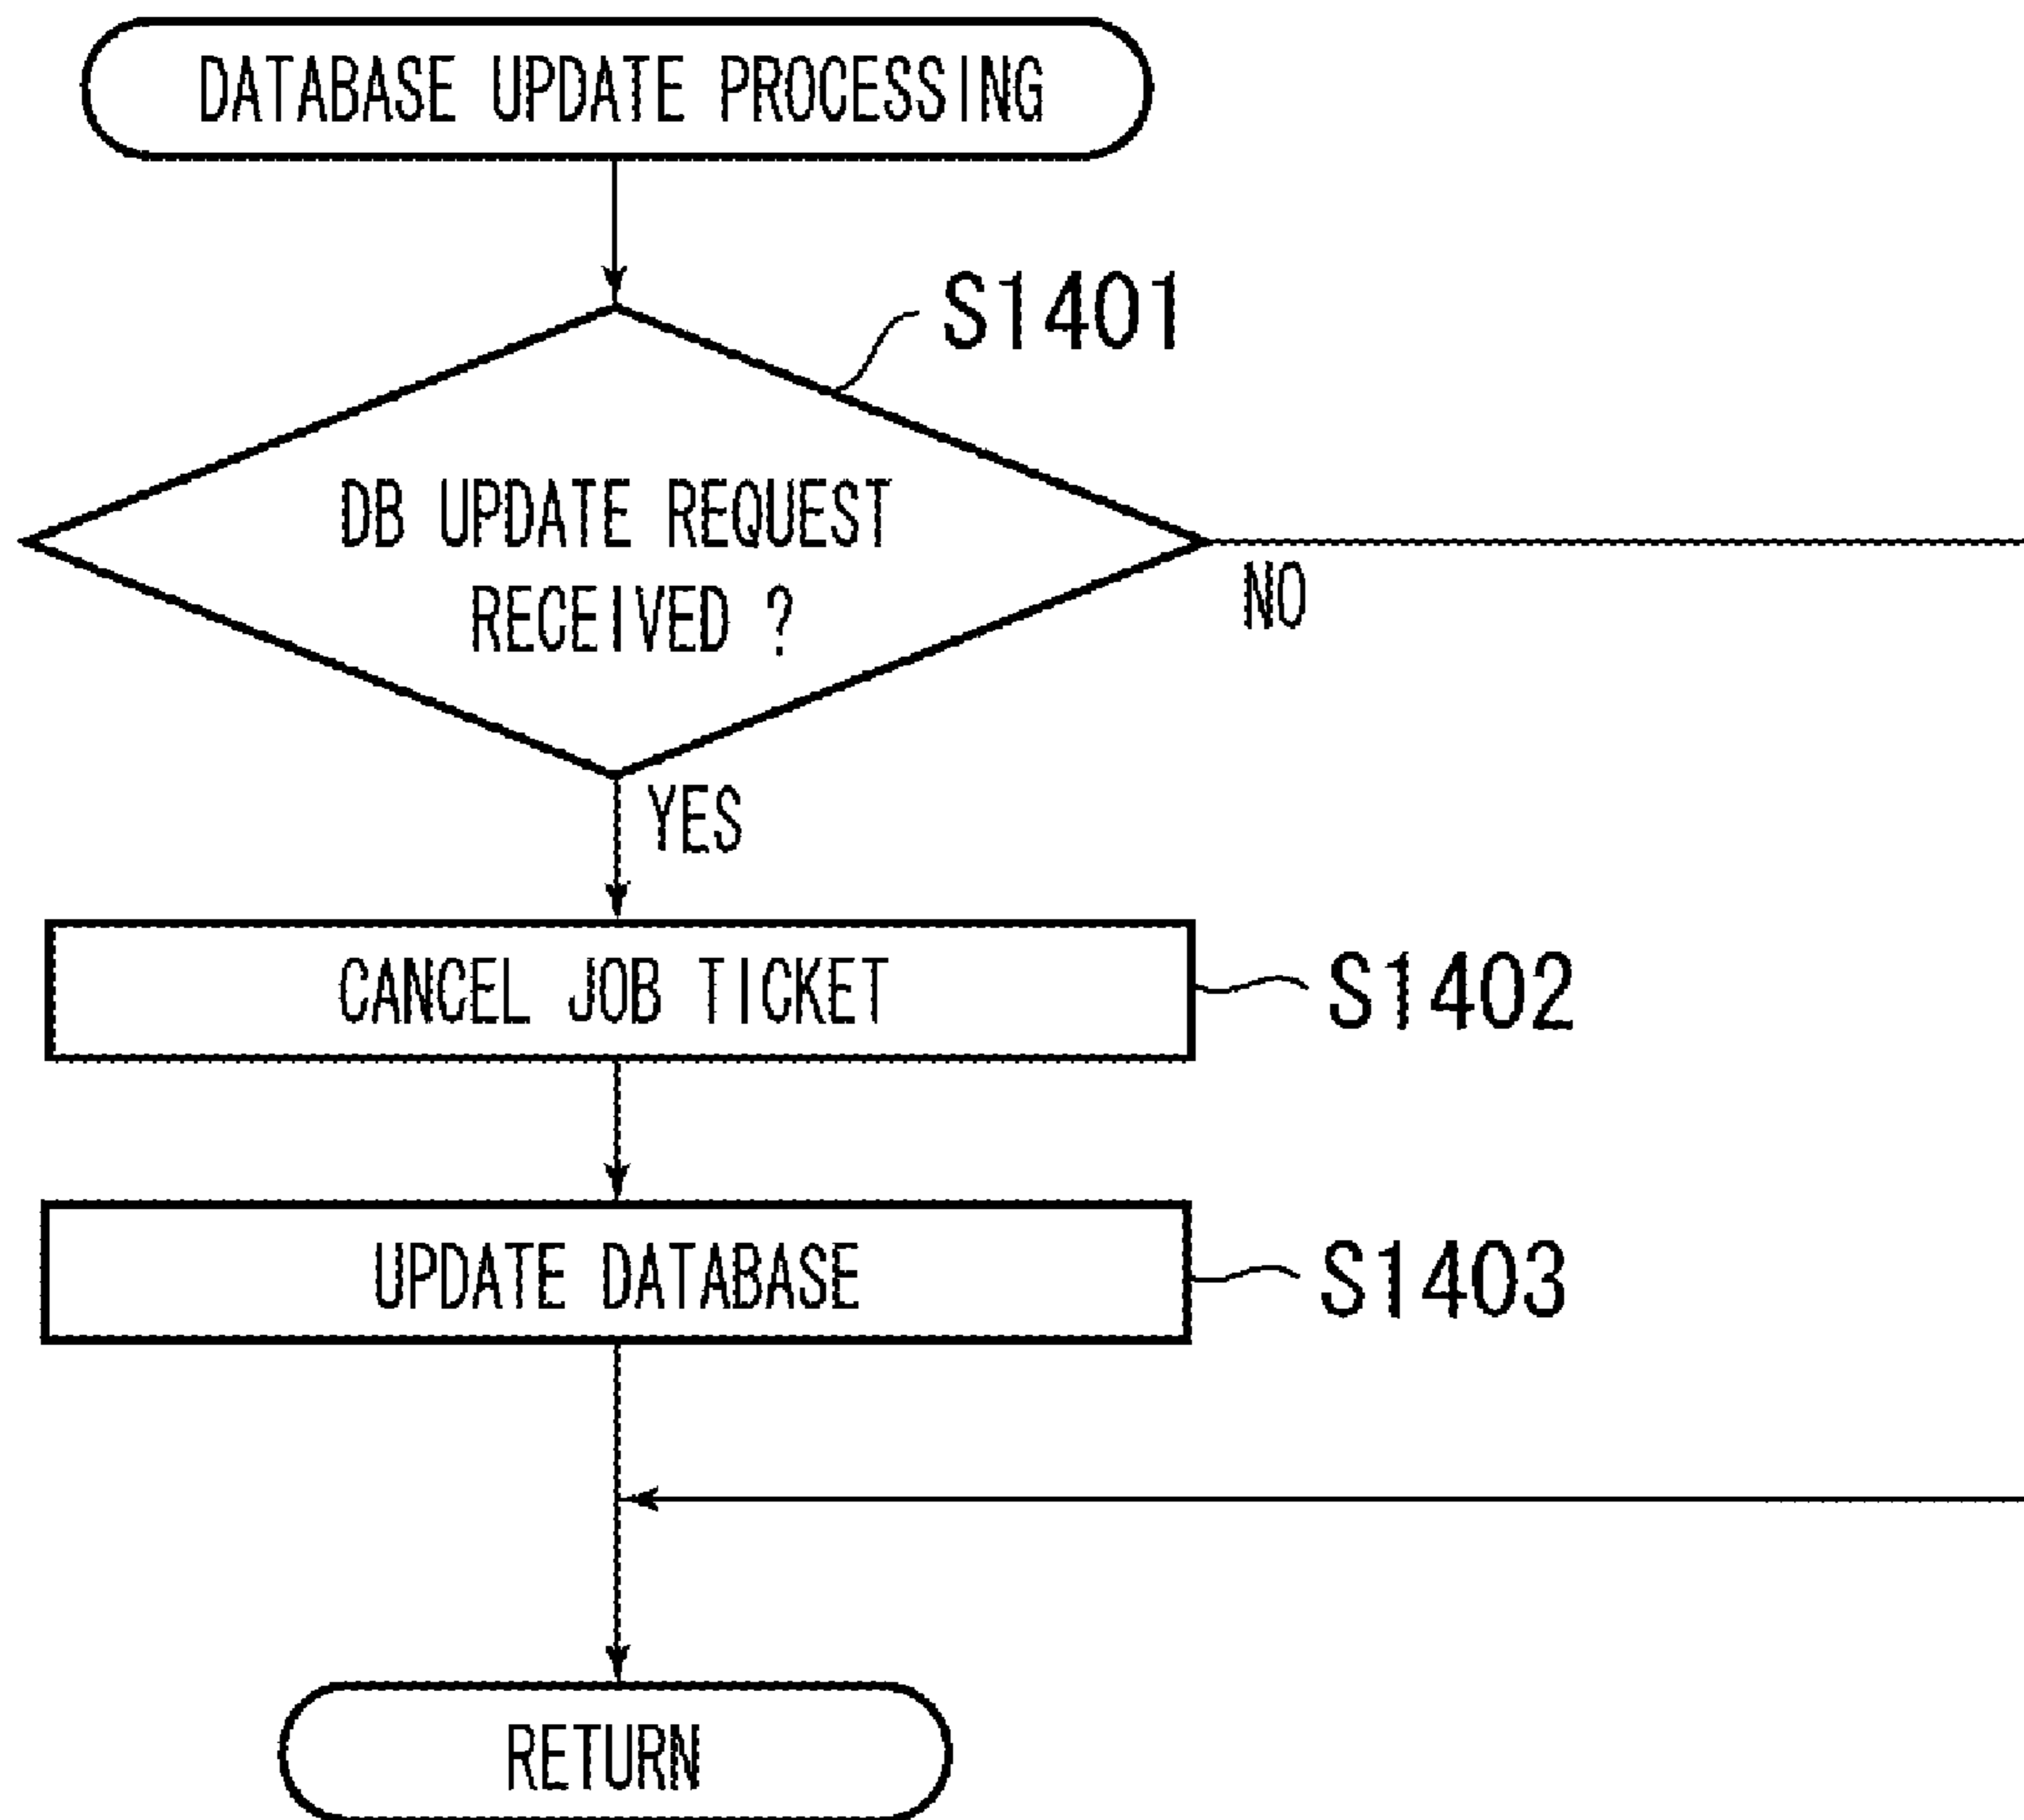 DATABASE UPDATE PROCESSING
S1401
DB UPDATE REQUEST
RECEIVED ?
NO
YES
CANCEL JOB TICKET
S1402
UPDATE DATABASE
S1403
RETURN